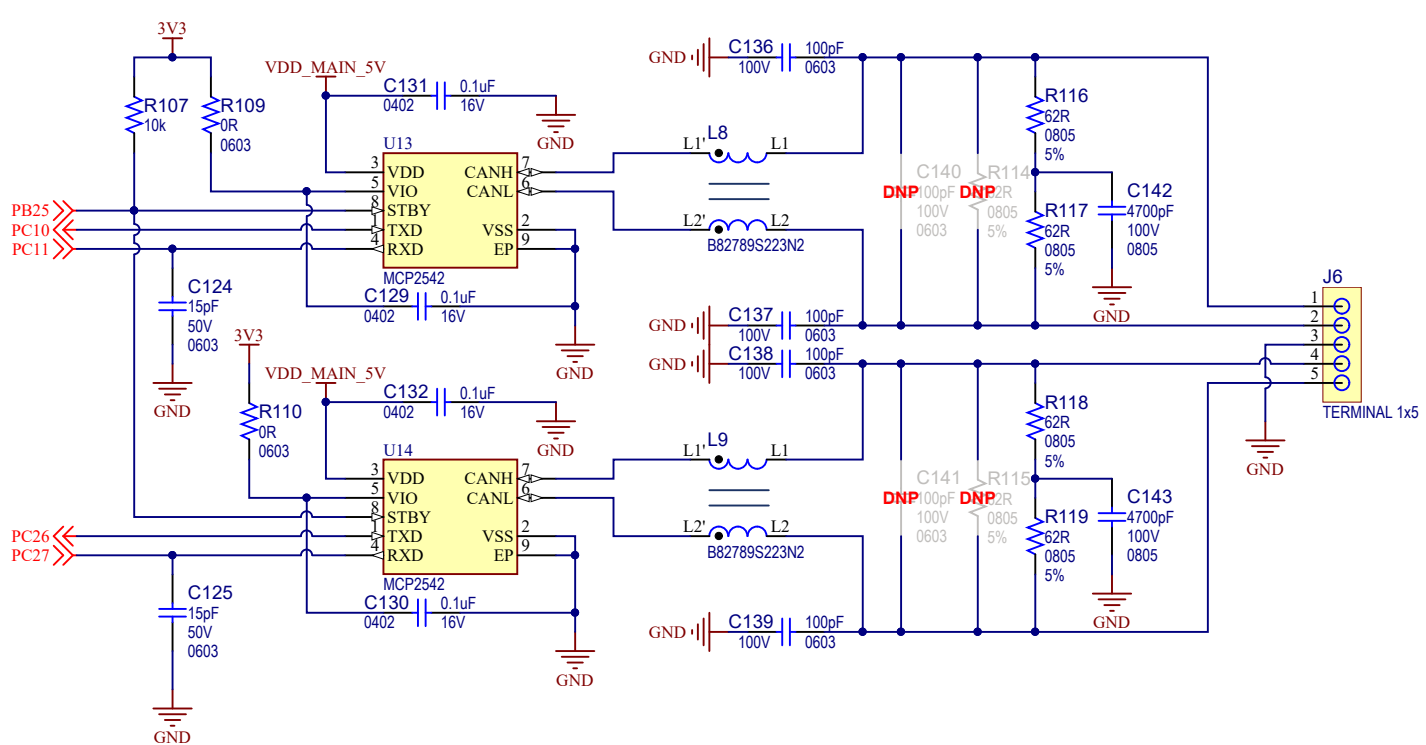 3V3
R107
10k
R109
0R
0603
VDD_MAIN_5V
C131
0402
0.1uF
16V
GND
U13
3
VDD
5
VIO
8
STBY
1
TXD
4
RXD
CANH
7
CANL
6
VSS
2
EP
9
MCP2542
PB25
PC10
PC11
C124
15pF
50V
0603
GND
C129
0402
0.1uF
16V
GND
GND
C136
100V
100pF
0603
L1'
L8
L1
L2'
L2
B82789S223N2
GND
C137
100V
100pF
0603
C140
DNP
100pF
100V
0603
R114
DNP
0805
5%
R116
62R
0805
5%
R117
62R
0805
5%
C142
4700pF
100V
0805
GND
J6
1
2
3
4
5
TERMINAL 1x5
GND
3V3
R110
0R
0603
VDD_MAIN_5V
C132
0402
0.1uF
16V
GND
U14
3
VDD
5
VIO
8
STBY
1
TXD
4
RXD
CANH
7
CANL
6
VSS
2
EP
9
MCP2542
PC26
PC27
C125
15pF
50V
0603
GND
C130
0402
0.1uF
16V
GND
GND
C138
100V
100pF
0603
L1'
L9
L1
L2'
L2
B82789S223N2
GND
C139
100V
100pF
0603
C141
DNP
100pF
100V
0603
R115
DNP
0805
5%
R118
62R
0805
5%
R119
62R
0805
5%
C143
4700pF
100V
0805
GND